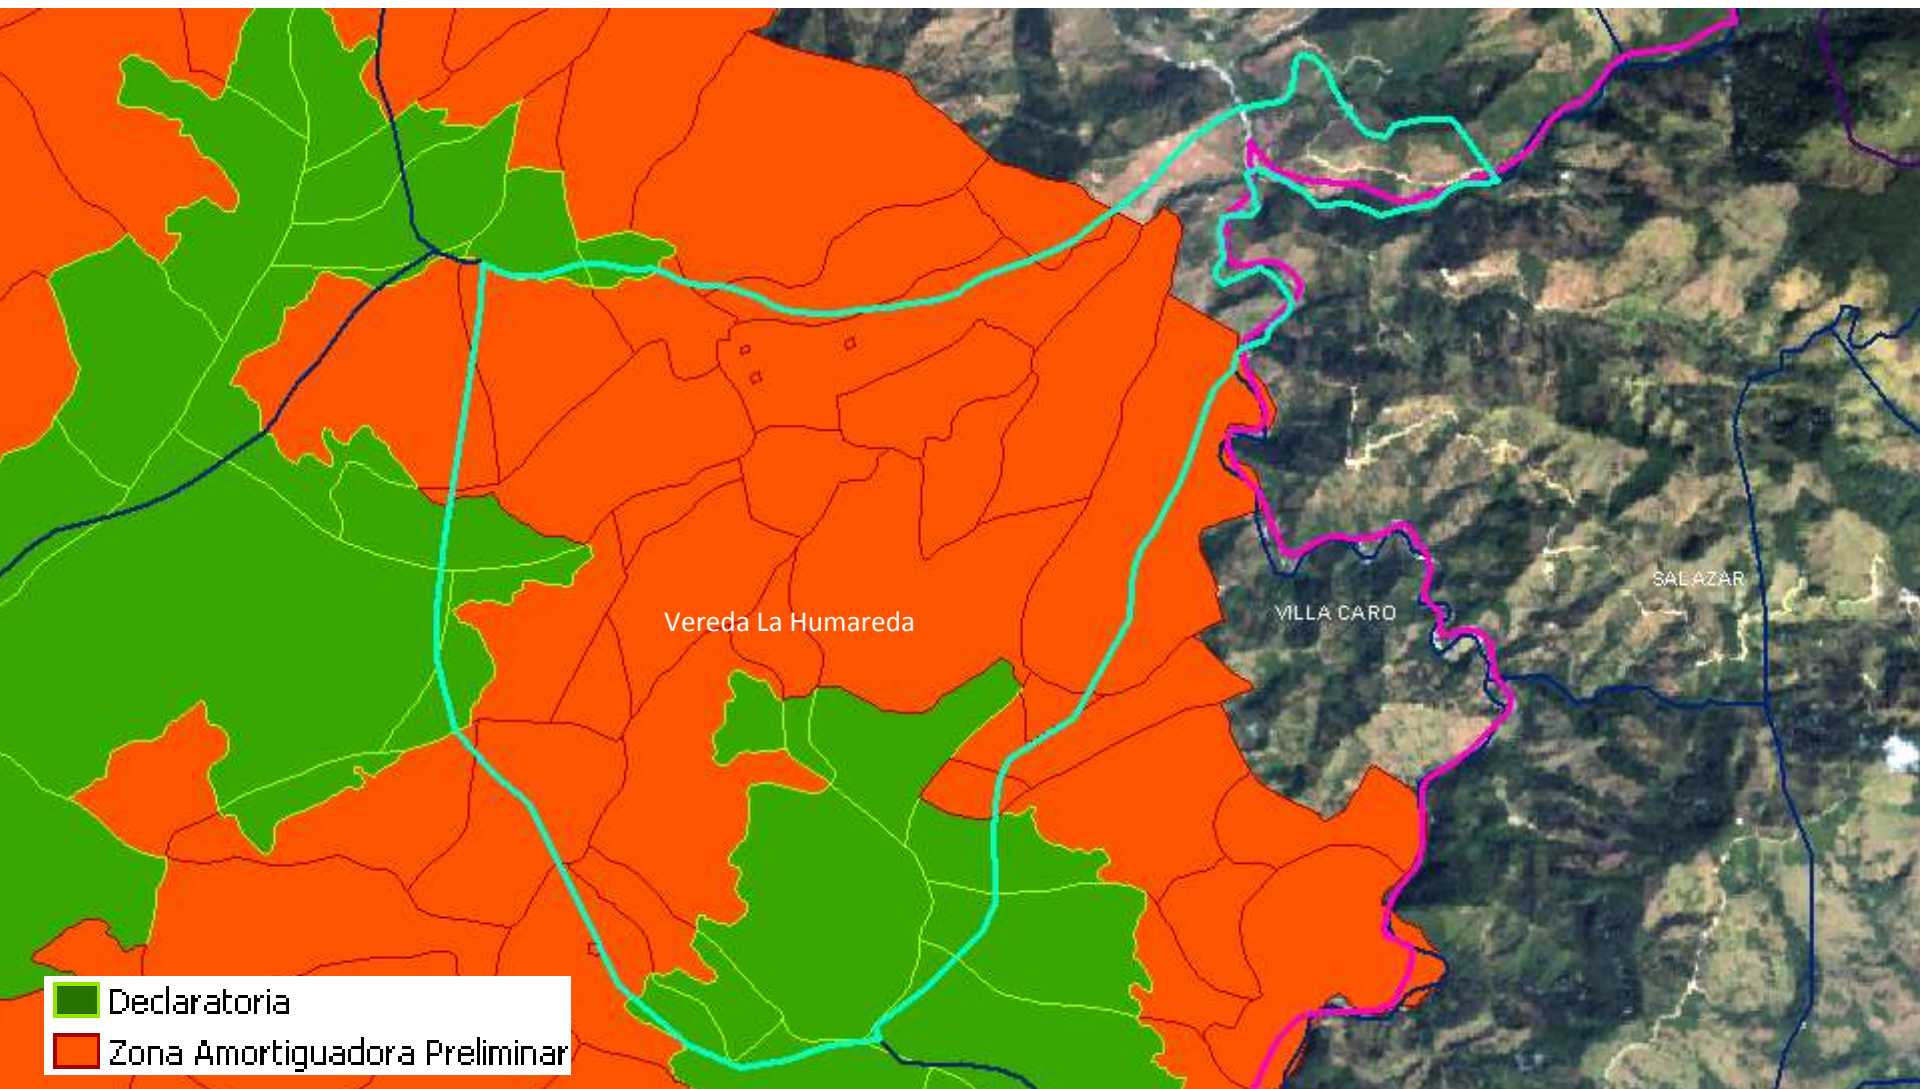 SALAZAR
VILLA CARO
Vereda La Humareda
Declaratoria
Zona Amortiguadora Preliminar